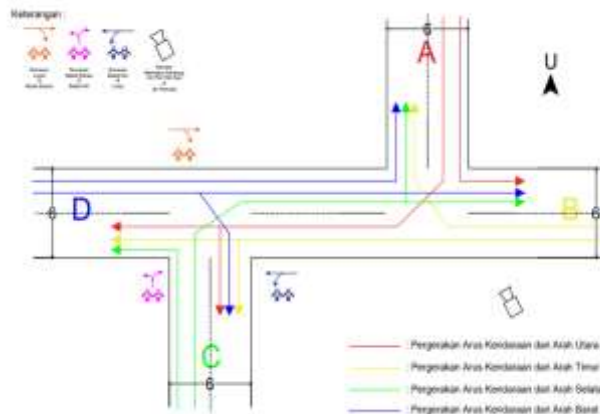 Keterangan :
6
A
U
D
6
B
6
C
6
: Pergerakan Arus Kendaraan dari Arah Utara
: Pergerakan Arus Kendaraan dari Arah Timur
: Pergerakan Arus Kendaraan dari Arah Selata
: Pergerakan Arus Kendaraan dari Arah Barat